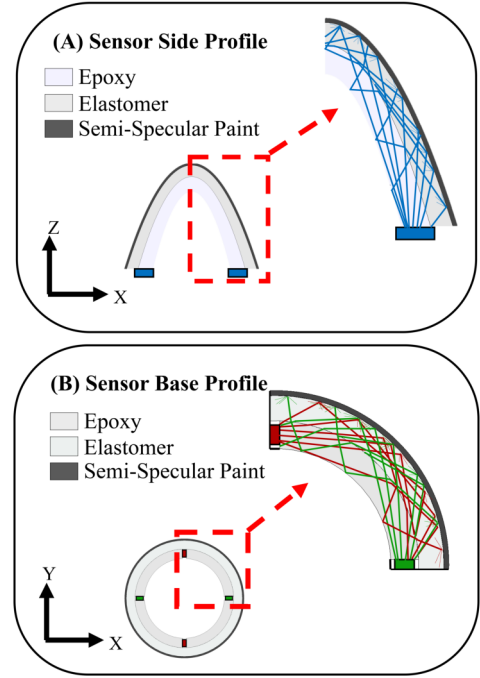 (A) Sensor Side Profile
Epoxy
Elastomer
Semi-Specular Paint
Z
X
(B) Sensor Base Profile
Epoxy
Elastomer
Semi-Specular Paint
Y
X